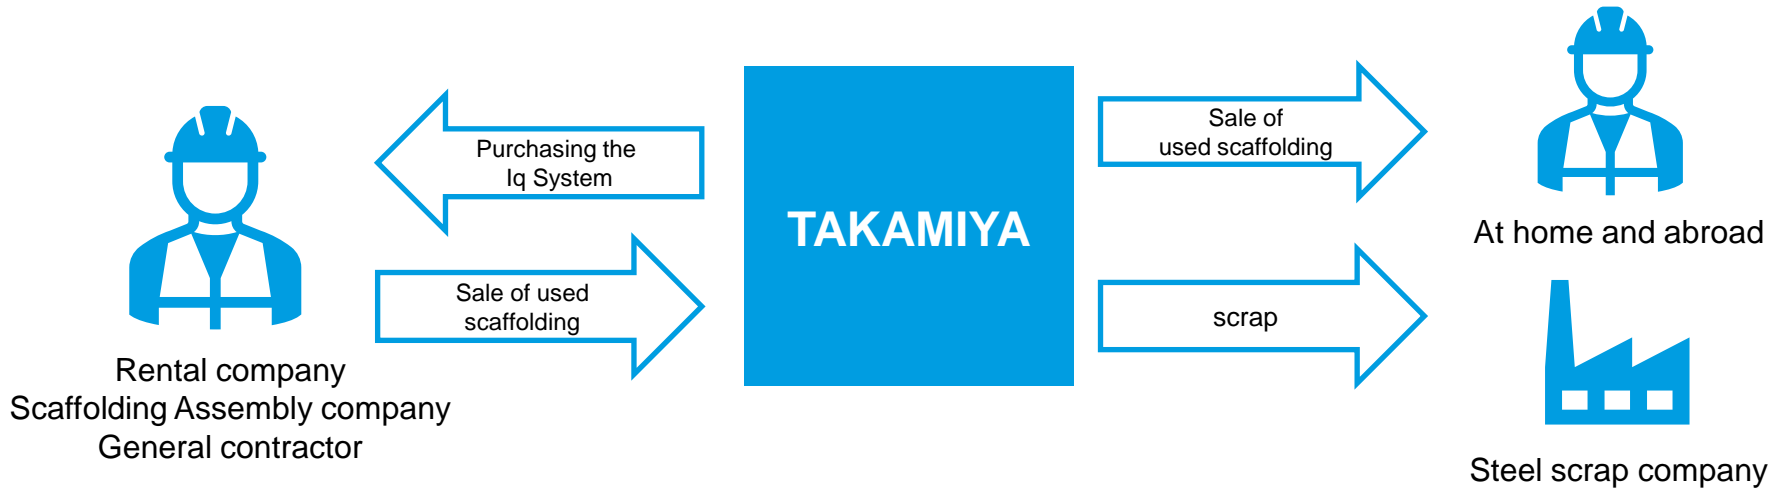 Purchasing the
Iq System
Sale of used
scaffolding
Rental company
Scaffolding Assembly company
General contractor
TAKAMIYA
Sale of
used scaffolding
At home and abroad
scrap
Steel scrap company